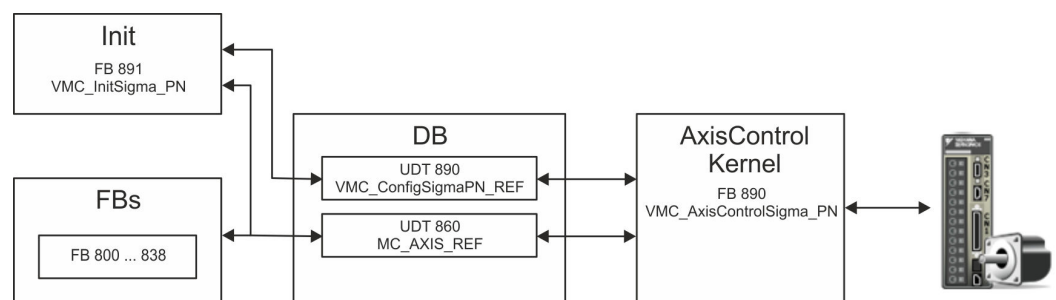 Init
FB 891
VMC_InitSigma_PN
FBs
FB 800 ... 838
DB
UDT 890
VMC_ConfigSigmaPN_REF
UDT 860
MC_AXIS_REF
AxisControl
Kernel
FB 890
VMC_AxisControlSigma_PN